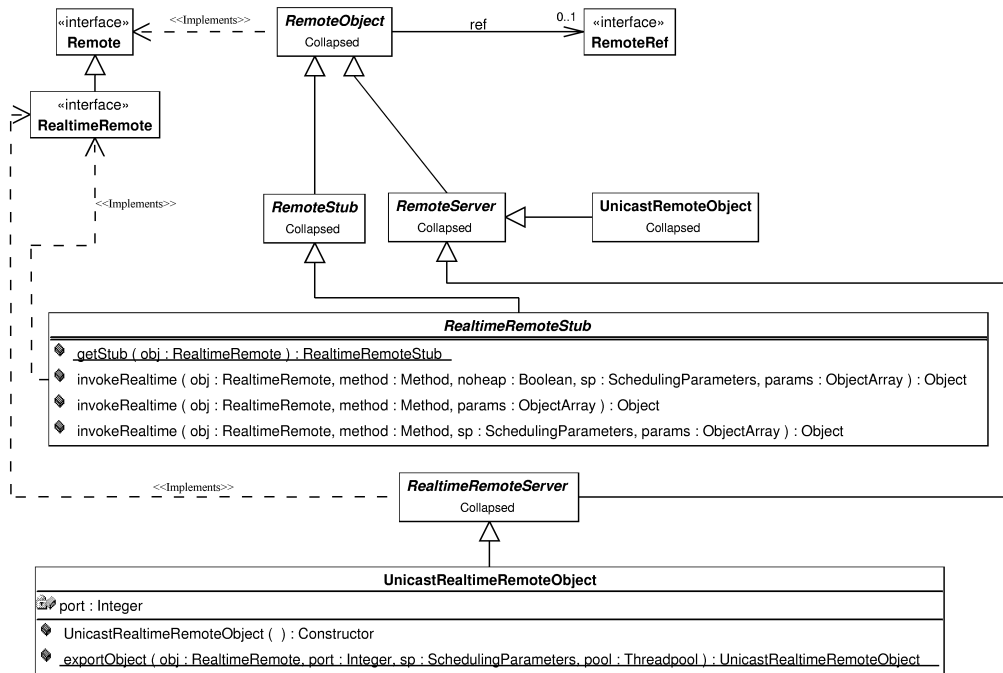 «interface»
Remote
<<Implements>>
RemoteObject
Collapsed
ref
0..1
«interface»
RemoteRef
«interface»
RealtimeRemote
<<Implements>>
RemoteStub
Collapsed
RemoteServer
Collapsed
UnicastRemoteObject
Collapsed
RealtimeRemoteStub
getStub ( obj : RealtimeRemote ) : RealtimeRemoteStub
invokeRealtime ( obj : RealtimeRemote, method : Method, noheap : Boolean, sp : SchedulingParameters, params : ObjectArray ) : Object
invokeRealtime ( obj : RealtimeRemote, method : Method, params : ObjectArray ) : Object
invokeRealtime ( obj : RealtimeRemote, method : Method, sp : SchedulingParameters, params : ObjectArray ) : Object
<<Implements>>
RealtimeRemoteServer
Collapsed
UnicastRealtimeRemoteObject
port : Integer
UnicastRealtimeRemoteObject ( ) : Constructor
exportObject ( obj : RealtimeRemote, port : Integer, sp : SchedulingParameters, pool : Threadpool ) : UnicastRealtimeRemoteObject